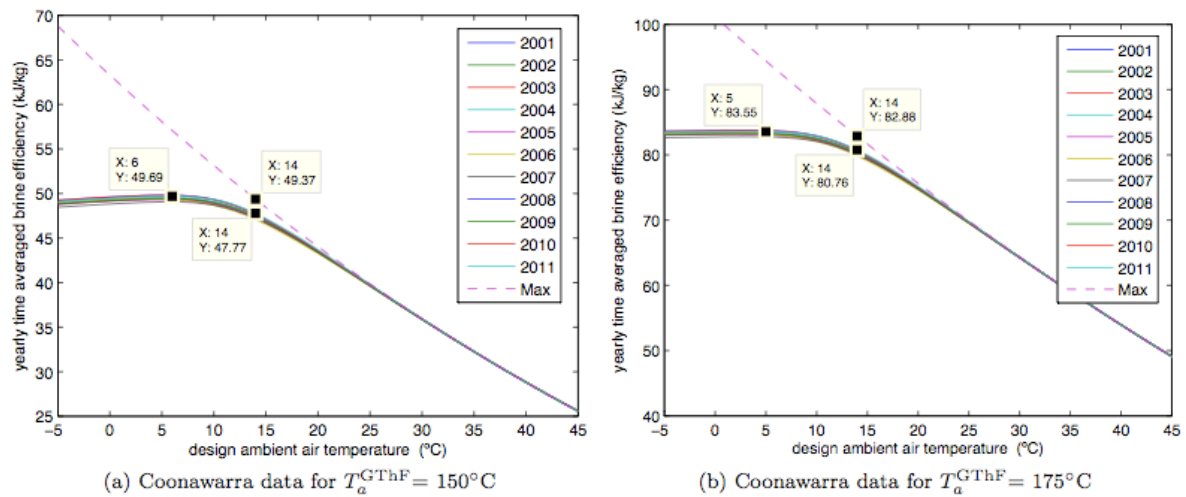 70
65
60
55
50
45
40
35
30
25
yearly time averaged brine efficiency (kJ/kg)
X: 6
Y: 49.69
X: 14
Y: 49.37
X: 14
Y: 47.77
2001
2002
2003
2004
2005
2006
2007
2008
2009
2010
2011
Max
−5 0 5 10 15 20 25 30 35 40 45
design ambient air temperature (ºC)
(a) Coonawarra data for T_a^GThF = 150°C
100
90
80
70
60
50
40
yearly time averaged brine efficiency (kJ/kg)
X: 5
Y: 83.55
X: 14
Y: 82.88
X: 14
Y: 80.76
2001
2002
2003
2004
2005
2006
2007
2008
2009
2010
2011
Max
−5 0 5 10 15 20 25 30 35 40 45
design ambient air temperature (ºC)
(b) Coonawarra data for T_a^GThF = 175°C